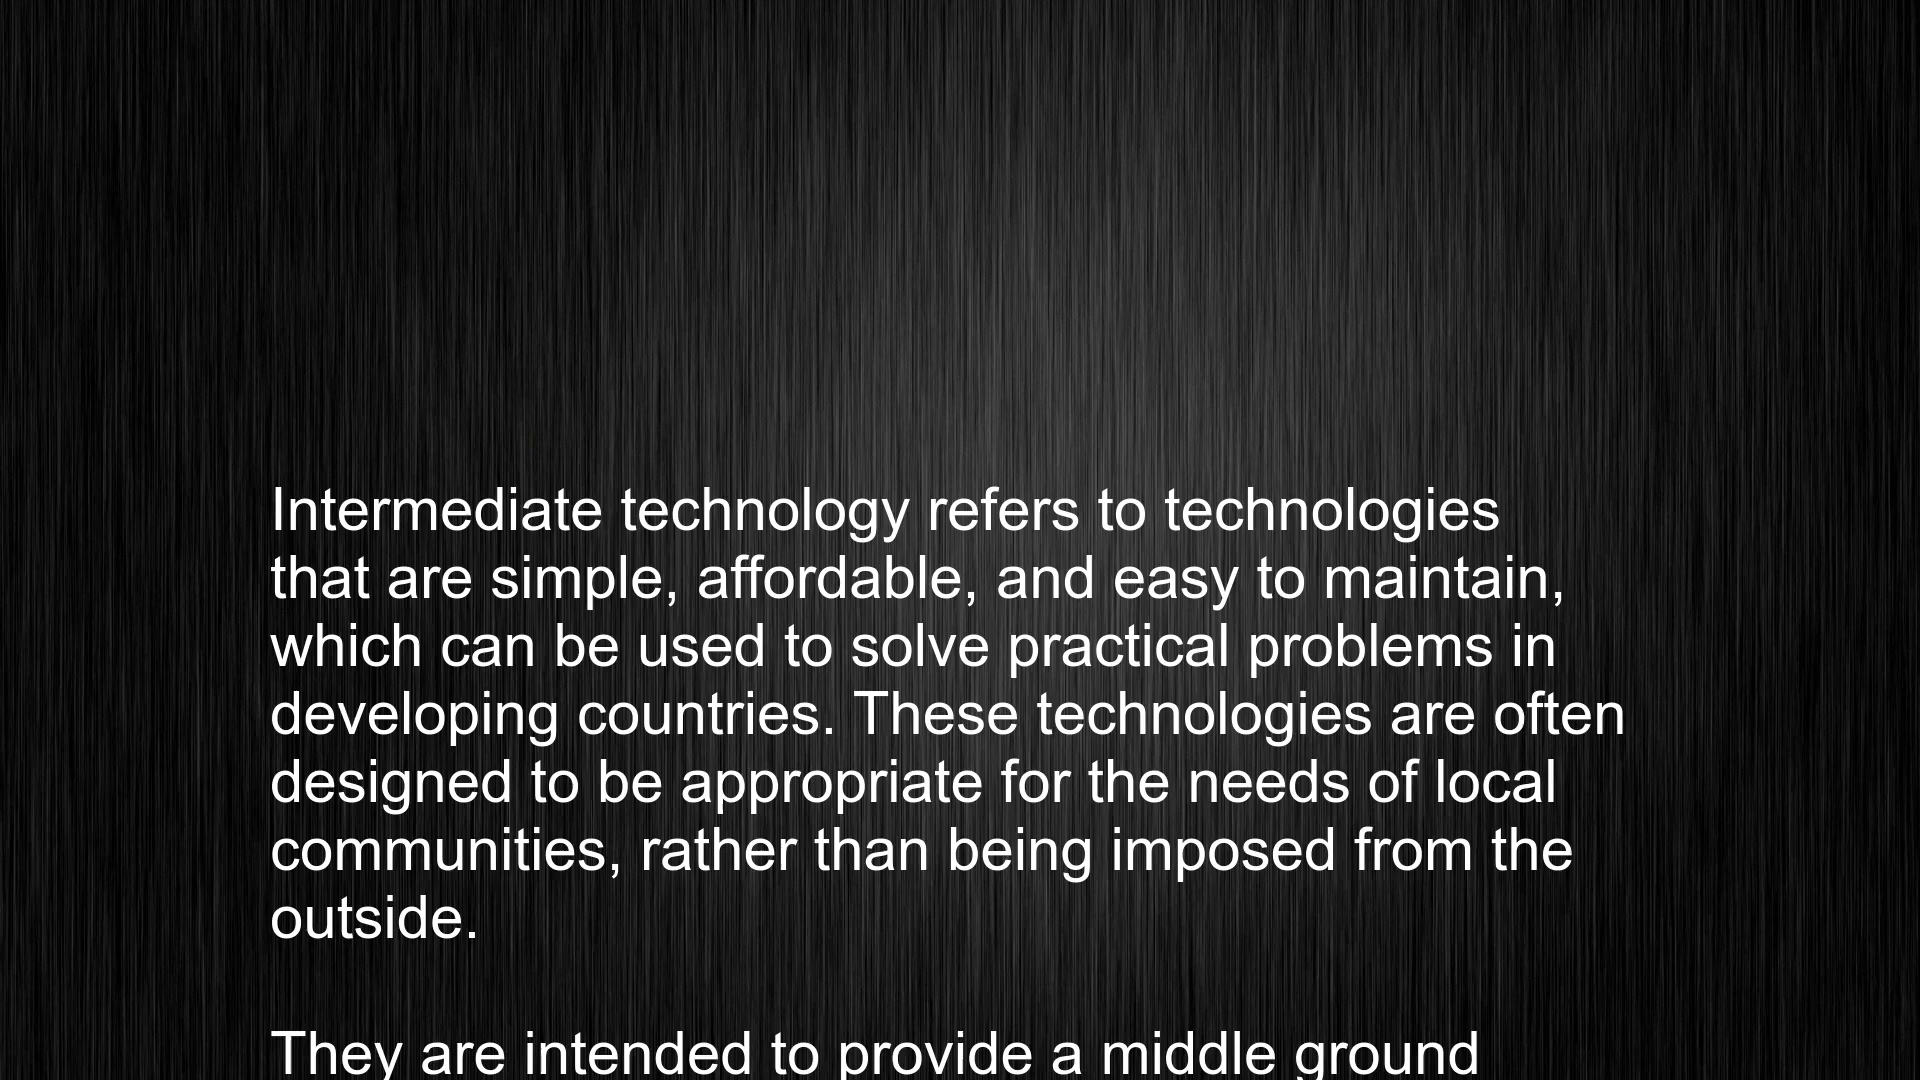 Intermediate technology refers to technologies
that are simple, affordable, and easy to maintain,
which can be used to solve practical problems in
developing countries. These technologies are often
designed to be appropriate for the needs of local
communities, rather than being imposed from the
outside.
They are intended to provide a middle ground